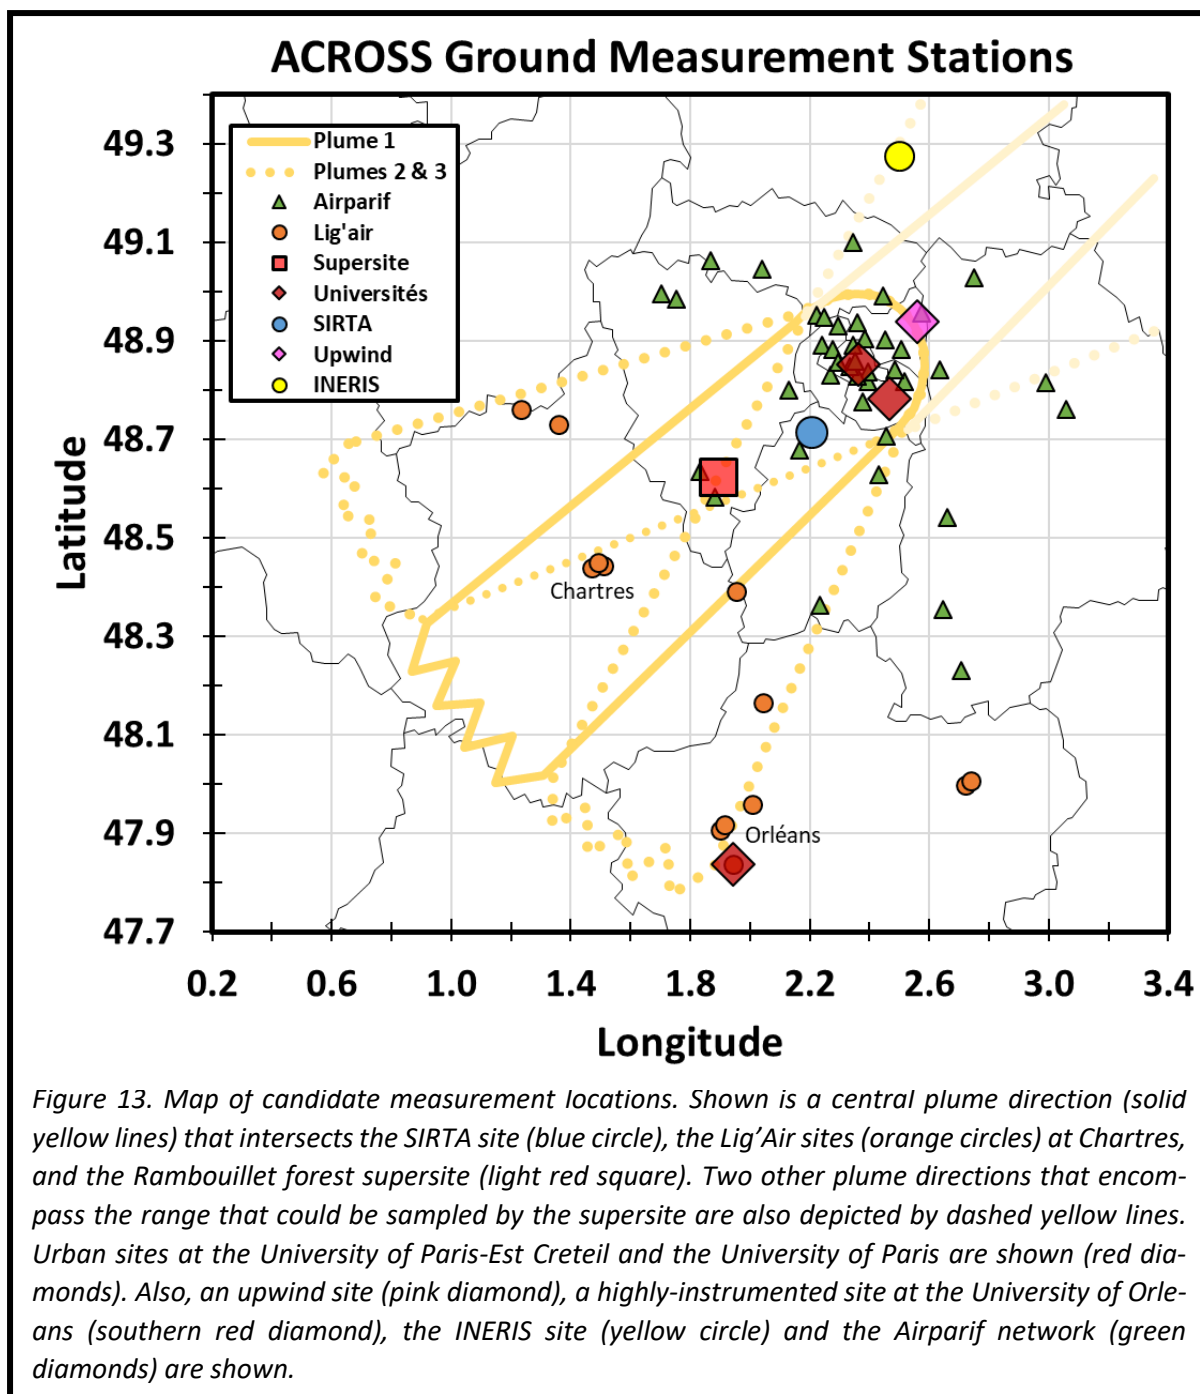 ACROSS Ground Measurement Stations
Plume 1
Plumes 2 & 3
Airparif
Lig'air
Supersite
Universités
SIRTA
Upwind
INERIS
49.3
49.1
48.9
48.7
48.5
48.3
48.1
47.9
47.7
Latitude
Chartres
Orléans
0.2 0.6 1.0 1.4 1.8 2.2 2.6 3.0 3.4
Longitude
Figure 13. Map of candidate measurement locations. Shown is a central plume direction (solid
yellow lines) that intersects the SIRTA site (blue circle), the Lig’Air sites (orange circles) at Chartres,
and the Rambouillet forest supersite (light red square). Two other plume directions that encom-
pass the range that could be sampled by the supersite are also depicted by dashed yellow lines.
Urban sites at the University of Paris-Est Creteil and the University of Paris are shown (red dia-
monds). Also, an upwind site (pink diamond), a highly-instrumented site at the University of Orle-
ans (southern red diamond), the INERIS site (yellow circle) and the Airparif network (green
diamonds) are shown.